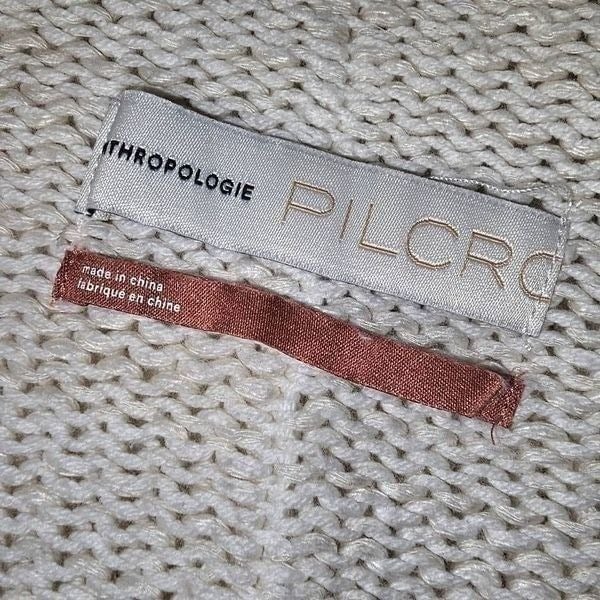 THROPOLOGIE PILCRO
made in china
fabriqué en chine